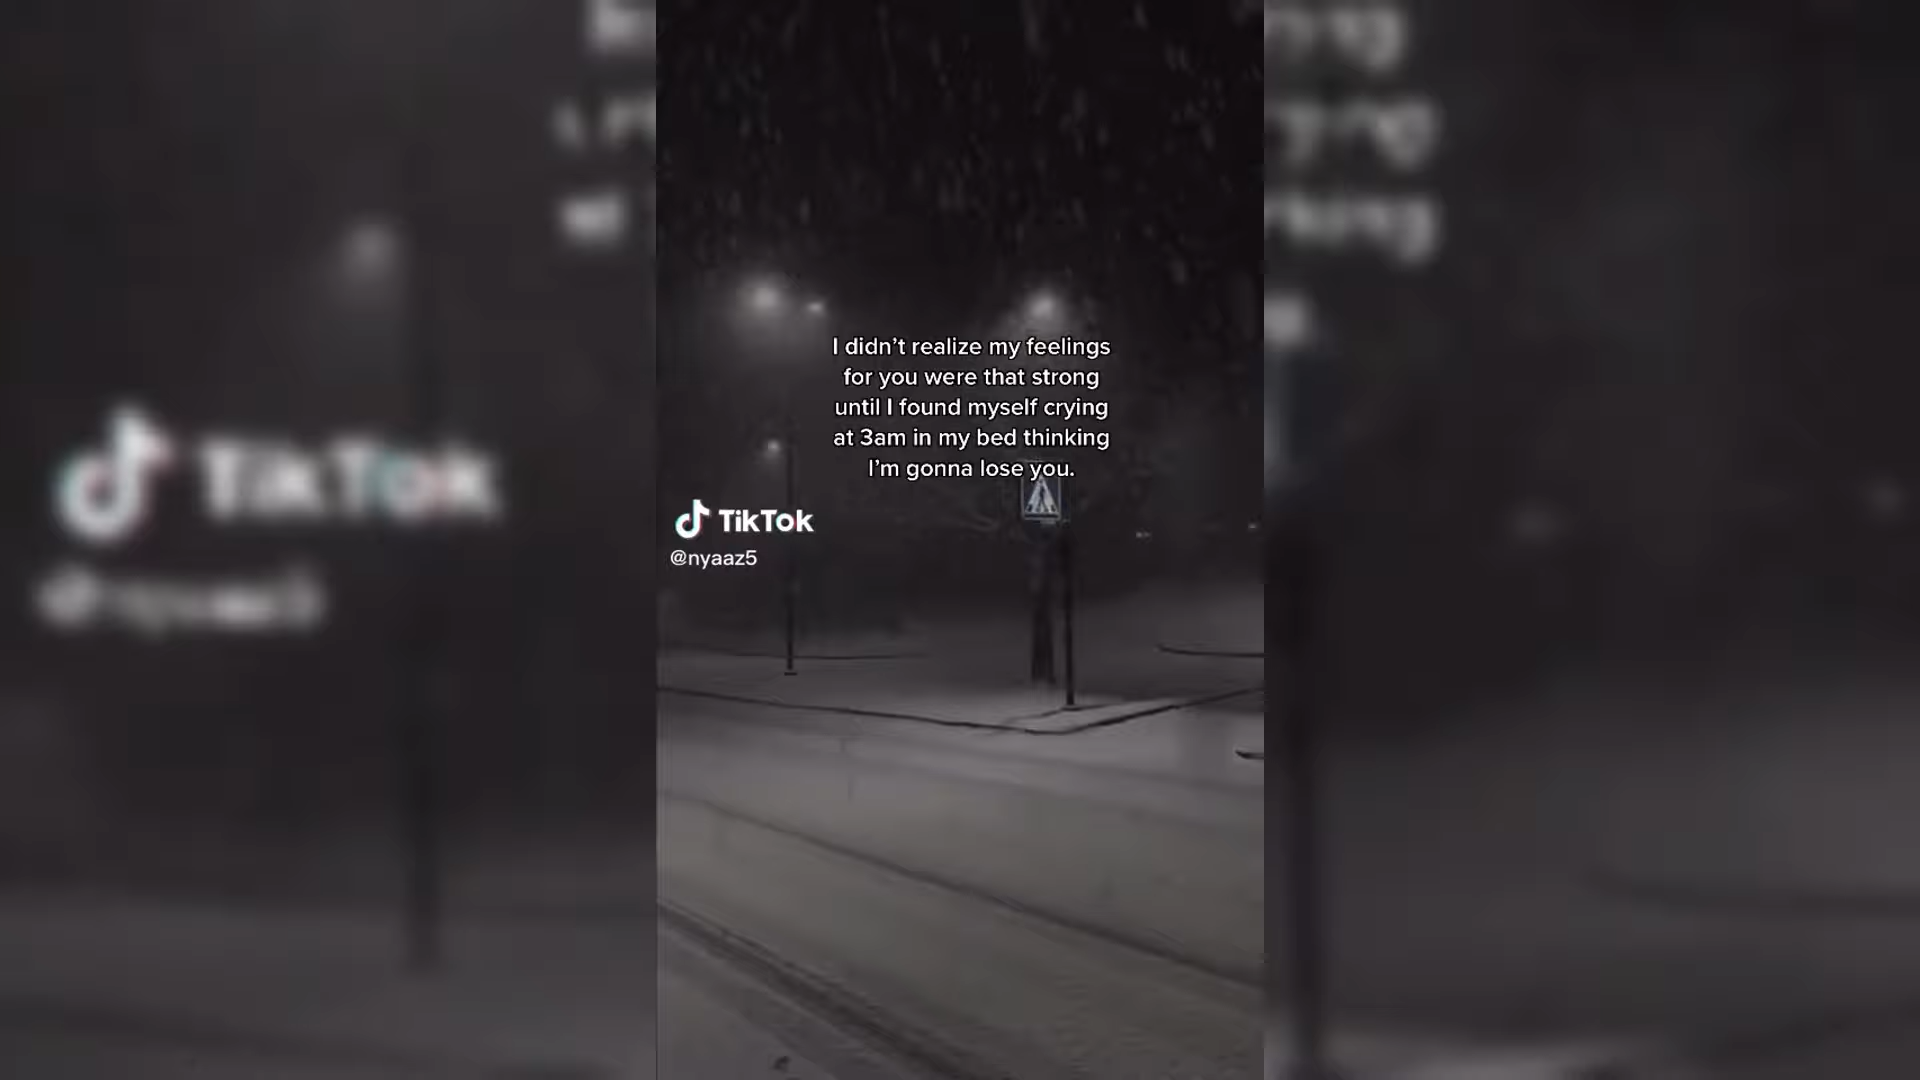 I didn’t realize my feelings
for you were that strong
until I found myself crying
at 3am in my bed thinking
I’m gonna lose you.
TikTok
@nyaaz5
TikTok